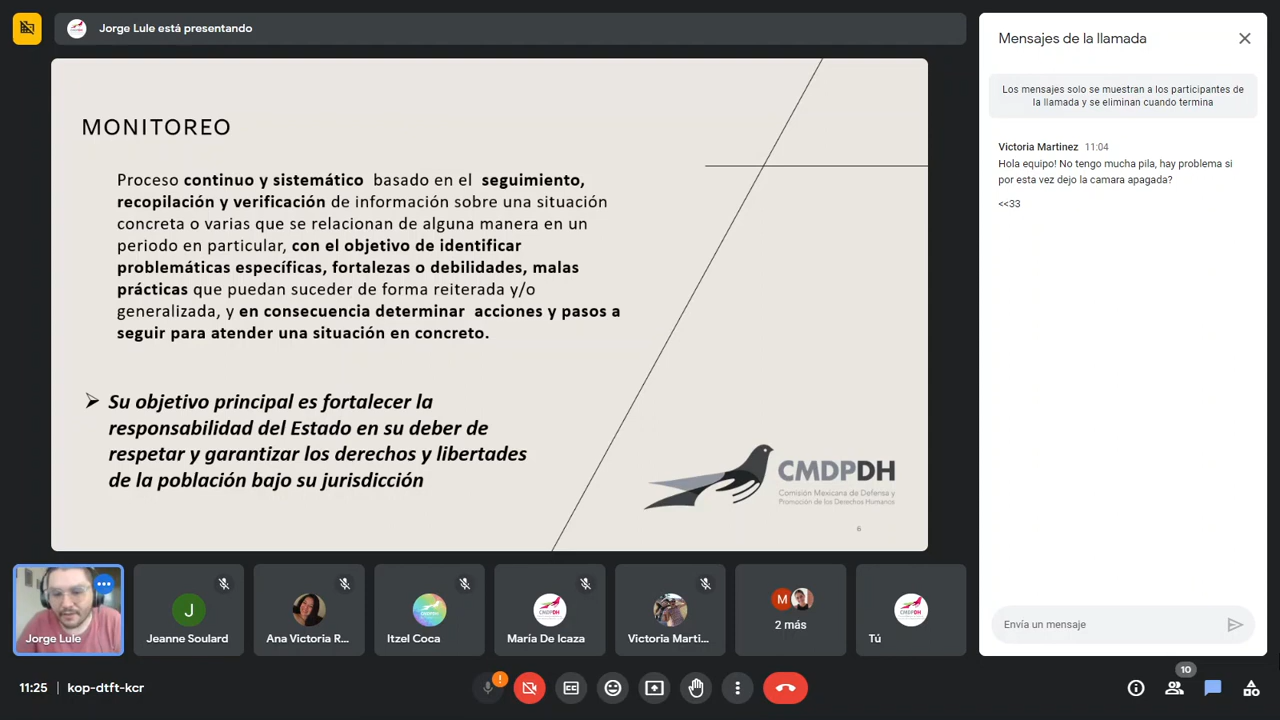 Jorge Lule está presentando
MONITOREO
Proceso continuo y sistemático basado en el seguimiento,
recopilación y verificación de información sobre una situación
concreta o varias que se relacionan de alguna manera en un
periodo en particular, con el objetivo de identificar
problemáticas específicas, fortalezas o debilidades, malas
prácticas que puedan suceder de forma reiterada y/o
generalizada, y en consecuencia determinar acciones y pasos a
seguir para atender una situación en concreto.
➢ Su objetivo principal es fortalecer la
responsabilidad del Estado en su deber de
respetar y garantizar los derechos y libertades
de la población bajo su jurisdicción
CMDPDH
Comisión Mexicana de Defensa y
Promoción de los Derechos Humanos
6
Mensajes de la llamada
Los mensajes solo se muestran a los participantes de
la llamada y se eliminan cuando termina
Victoria Martinez 11:04
Hola equipo! No tengo mucha pila, hay problema si
por esta vez dejo la camara apagada?
<<33
Envía un mensaje
Jorge Lule
J
Jeanne Soulard
Ana Victoria R...
Itzel Coca
CMDPDH
María De Icaza
Victoria Marti...
M
2 más
CMDPDH
Tú
11:25 | kop-dtft-kcr
10